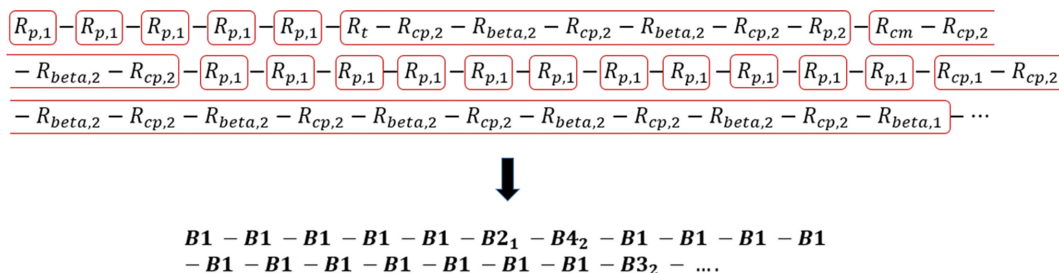 R_{p,1} − R_{p,1} − R_{p,1} − R_{p,1} − R_{p,1} − R_t − R_{cp,2} − R_{beta,2} − R_{cp,2} − R_{beta,2} − R_{cp,2} − R_{p,2} − R_{cm} − R_{cp,2}
− R_{beta,2} − R_{cp,2} − R_{p,1} − R_{p,1} − R_{p,1} − R_{p,1} − R_{p,1} − R_{p,1} − R_{p,1} − R_{p,1} − R_{p,1} − R_{p,1} − R_{p,1} − R_{cp,1} − R_{cp,2}
− R_{beta,2} − R_{cp,2} − R_{beta,2} − R_{cp,2} − R_{beta,2} − R_{cp,2} − R_{beta,2} − R_{cp,2} − R_{beta,2} − R_{cp,2} − R_{beta,1} − ⋯
B1 − B1 − B1 − B1 − B1 − B2_1 − B4_2 − B1 − B1 − B1 − B1
− B1 − B1 − B1 − B1 − B1 − B1 − B1 − B3_2 − ….